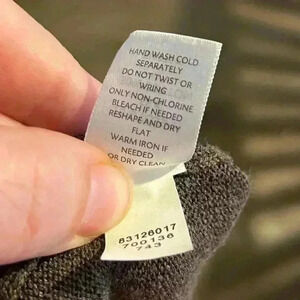 HAND WASH COLD
SEPARATELY
DO NOT TWIST OR
WRING
ONLY NON-CHLORINE
BLEACH IF NEEDED
RESHAPE AND DRY
FLAT
WARM IRON IF
NEEDED
OR DRY CLEAN
83126017
700136
743